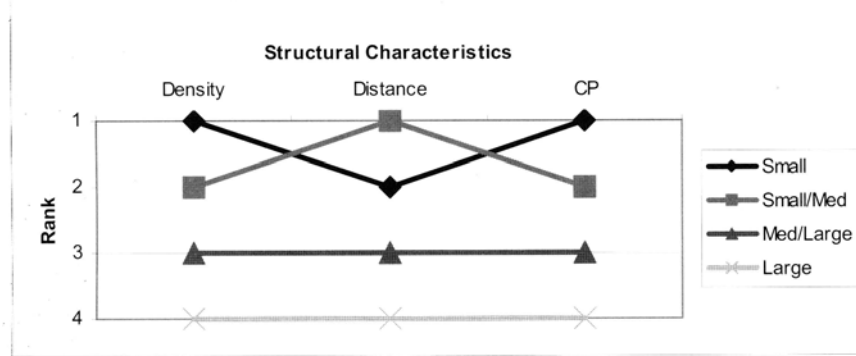 Structural Characteristics
Density Distance CP
1
2
3
4
Rank
Small
Small/Med
Med/Large
Large